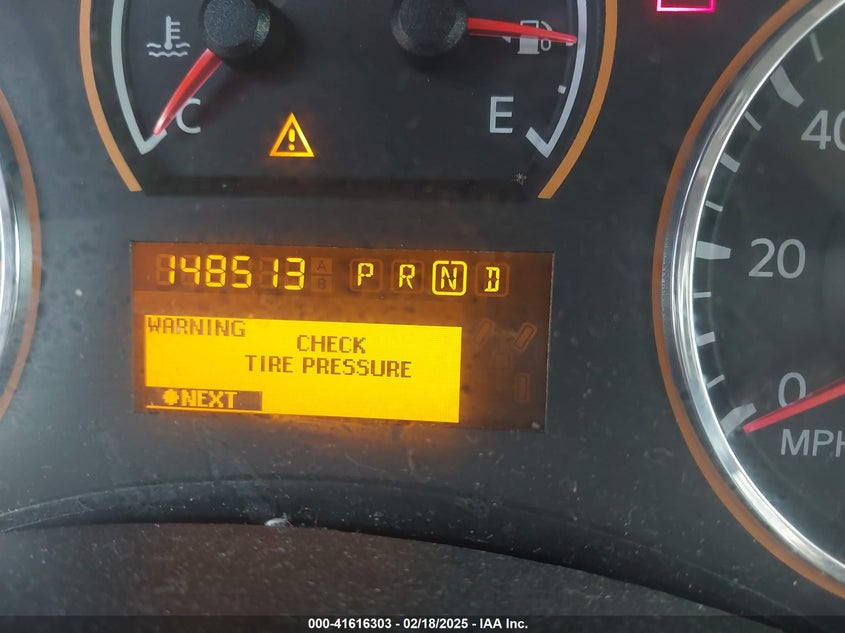 C
E
40
148513 P R N D
20
WARNING
CHECK
TIRE PRESSURE
NEXT
0
MPH
000-41616303 - 02/18/2025 - IAA Inc.